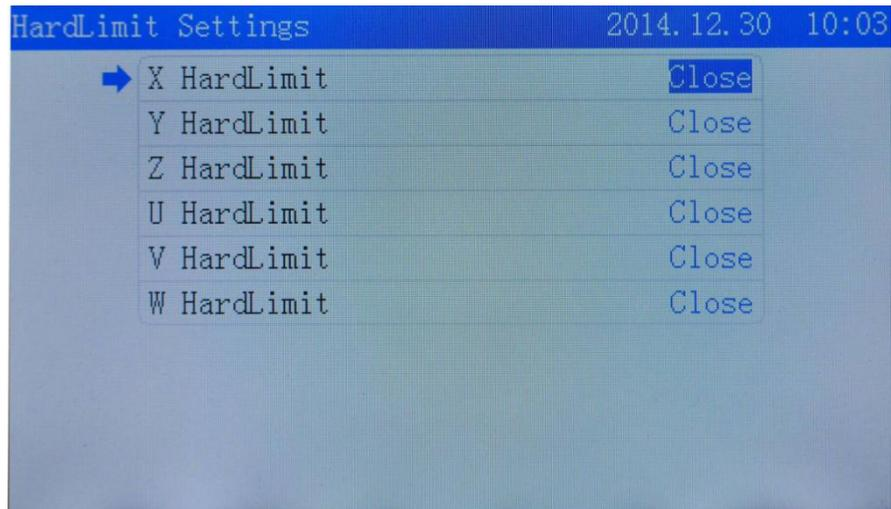 HardLimit Settings 2014.12.30 10:03
X HardLimit Close
Y HardLimit Close
Z HardLimit Close
U HardLimit Close
V HardLimit Close
W HardLimit Close